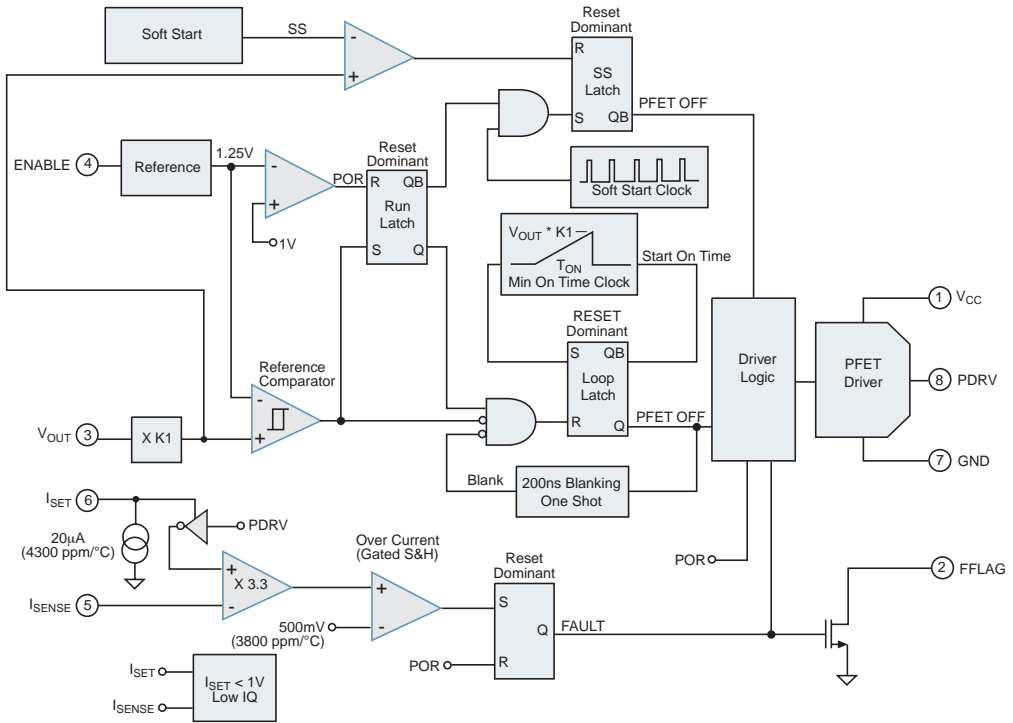 Soft Start
SS
-
+
Reset
Dominant
R
SS
Latch
S
QB
PFET OFF
ENABLE
4
Reference
1.25V
-
+
1V
POR
Reset
Dominant
R
QB
Run
Latch
S
Q
Soft Start Clock
VOUT * K1
TON
Min On Time Clock
Start On Time
RESET
Dominant
S
QB
Loop
Latch
R
Q
PFET OFF
Driver
Logic
PFET
Driver
1
VCC
8
PDRV
7
GND
Reference
Comparator
-
+
VOUT
3
X K1
Blank
200ns Blanking
One Shot
ISET
6
20µA
(4300 ppm/°C)
PDRV
+
X 3.3
-
ISENSE
5
Over Current
(Gated S&H)
+
-
500mV
(3800 ppm/°C)
Reset
Dominant
S
Q
R
FAULT
POR
POR
2
FFLAG
ISET
ISENSE
ISET < 1V
Low IQ